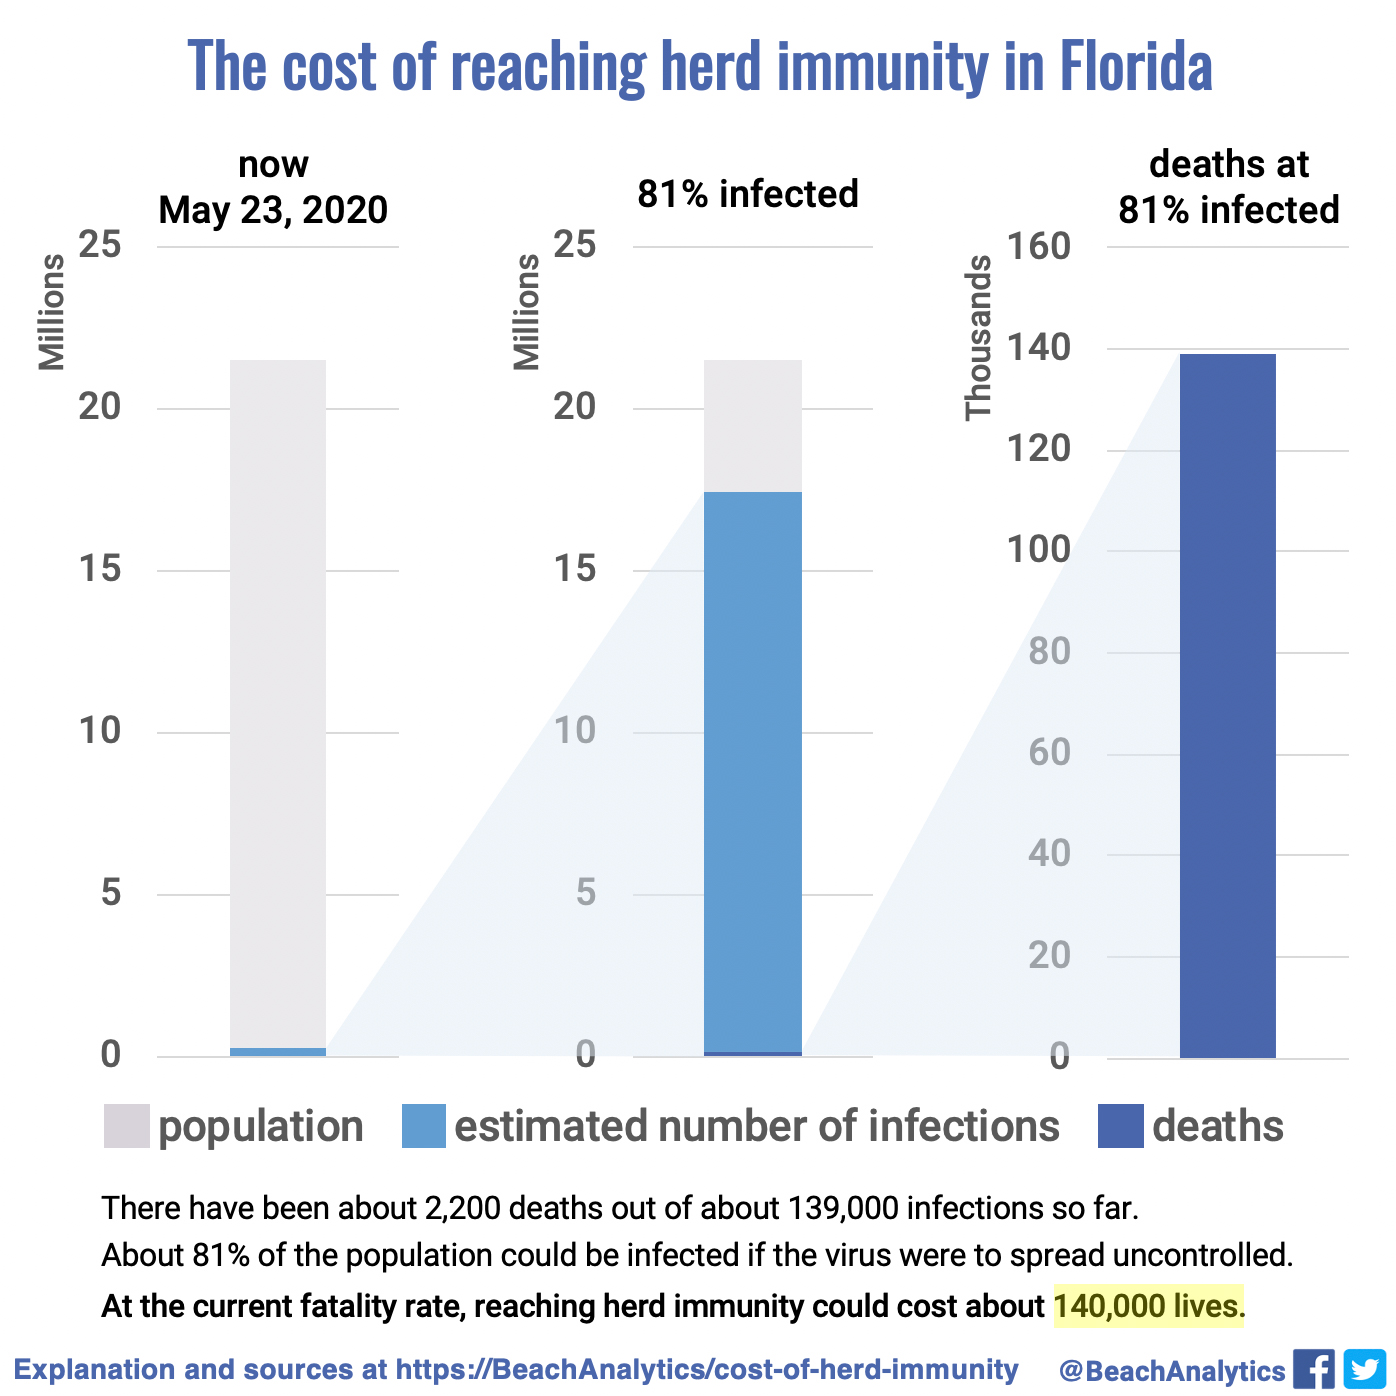 The cost of reaching herd immunity in Florida
now
May 23, 2020
81% infected
deaths at
81% infected
Millions
25
20
15
10
5
0
Millions
25
20
15
10
5
0
Thousands
160
140
120
100
80
60
40
20
0
population
estimated number of infections
deaths
There have been about 2,200 deaths out of about 139,000 infections so far.
About 81% of the population could be infected if the virus were to spread uncontrolled.
At the current fatality rate, reaching herd immunity could cost about 140,000 lives.
Explanation and sources at https://BeachAnalytics/cost-of-herd-immunity
@BeachAnalytics